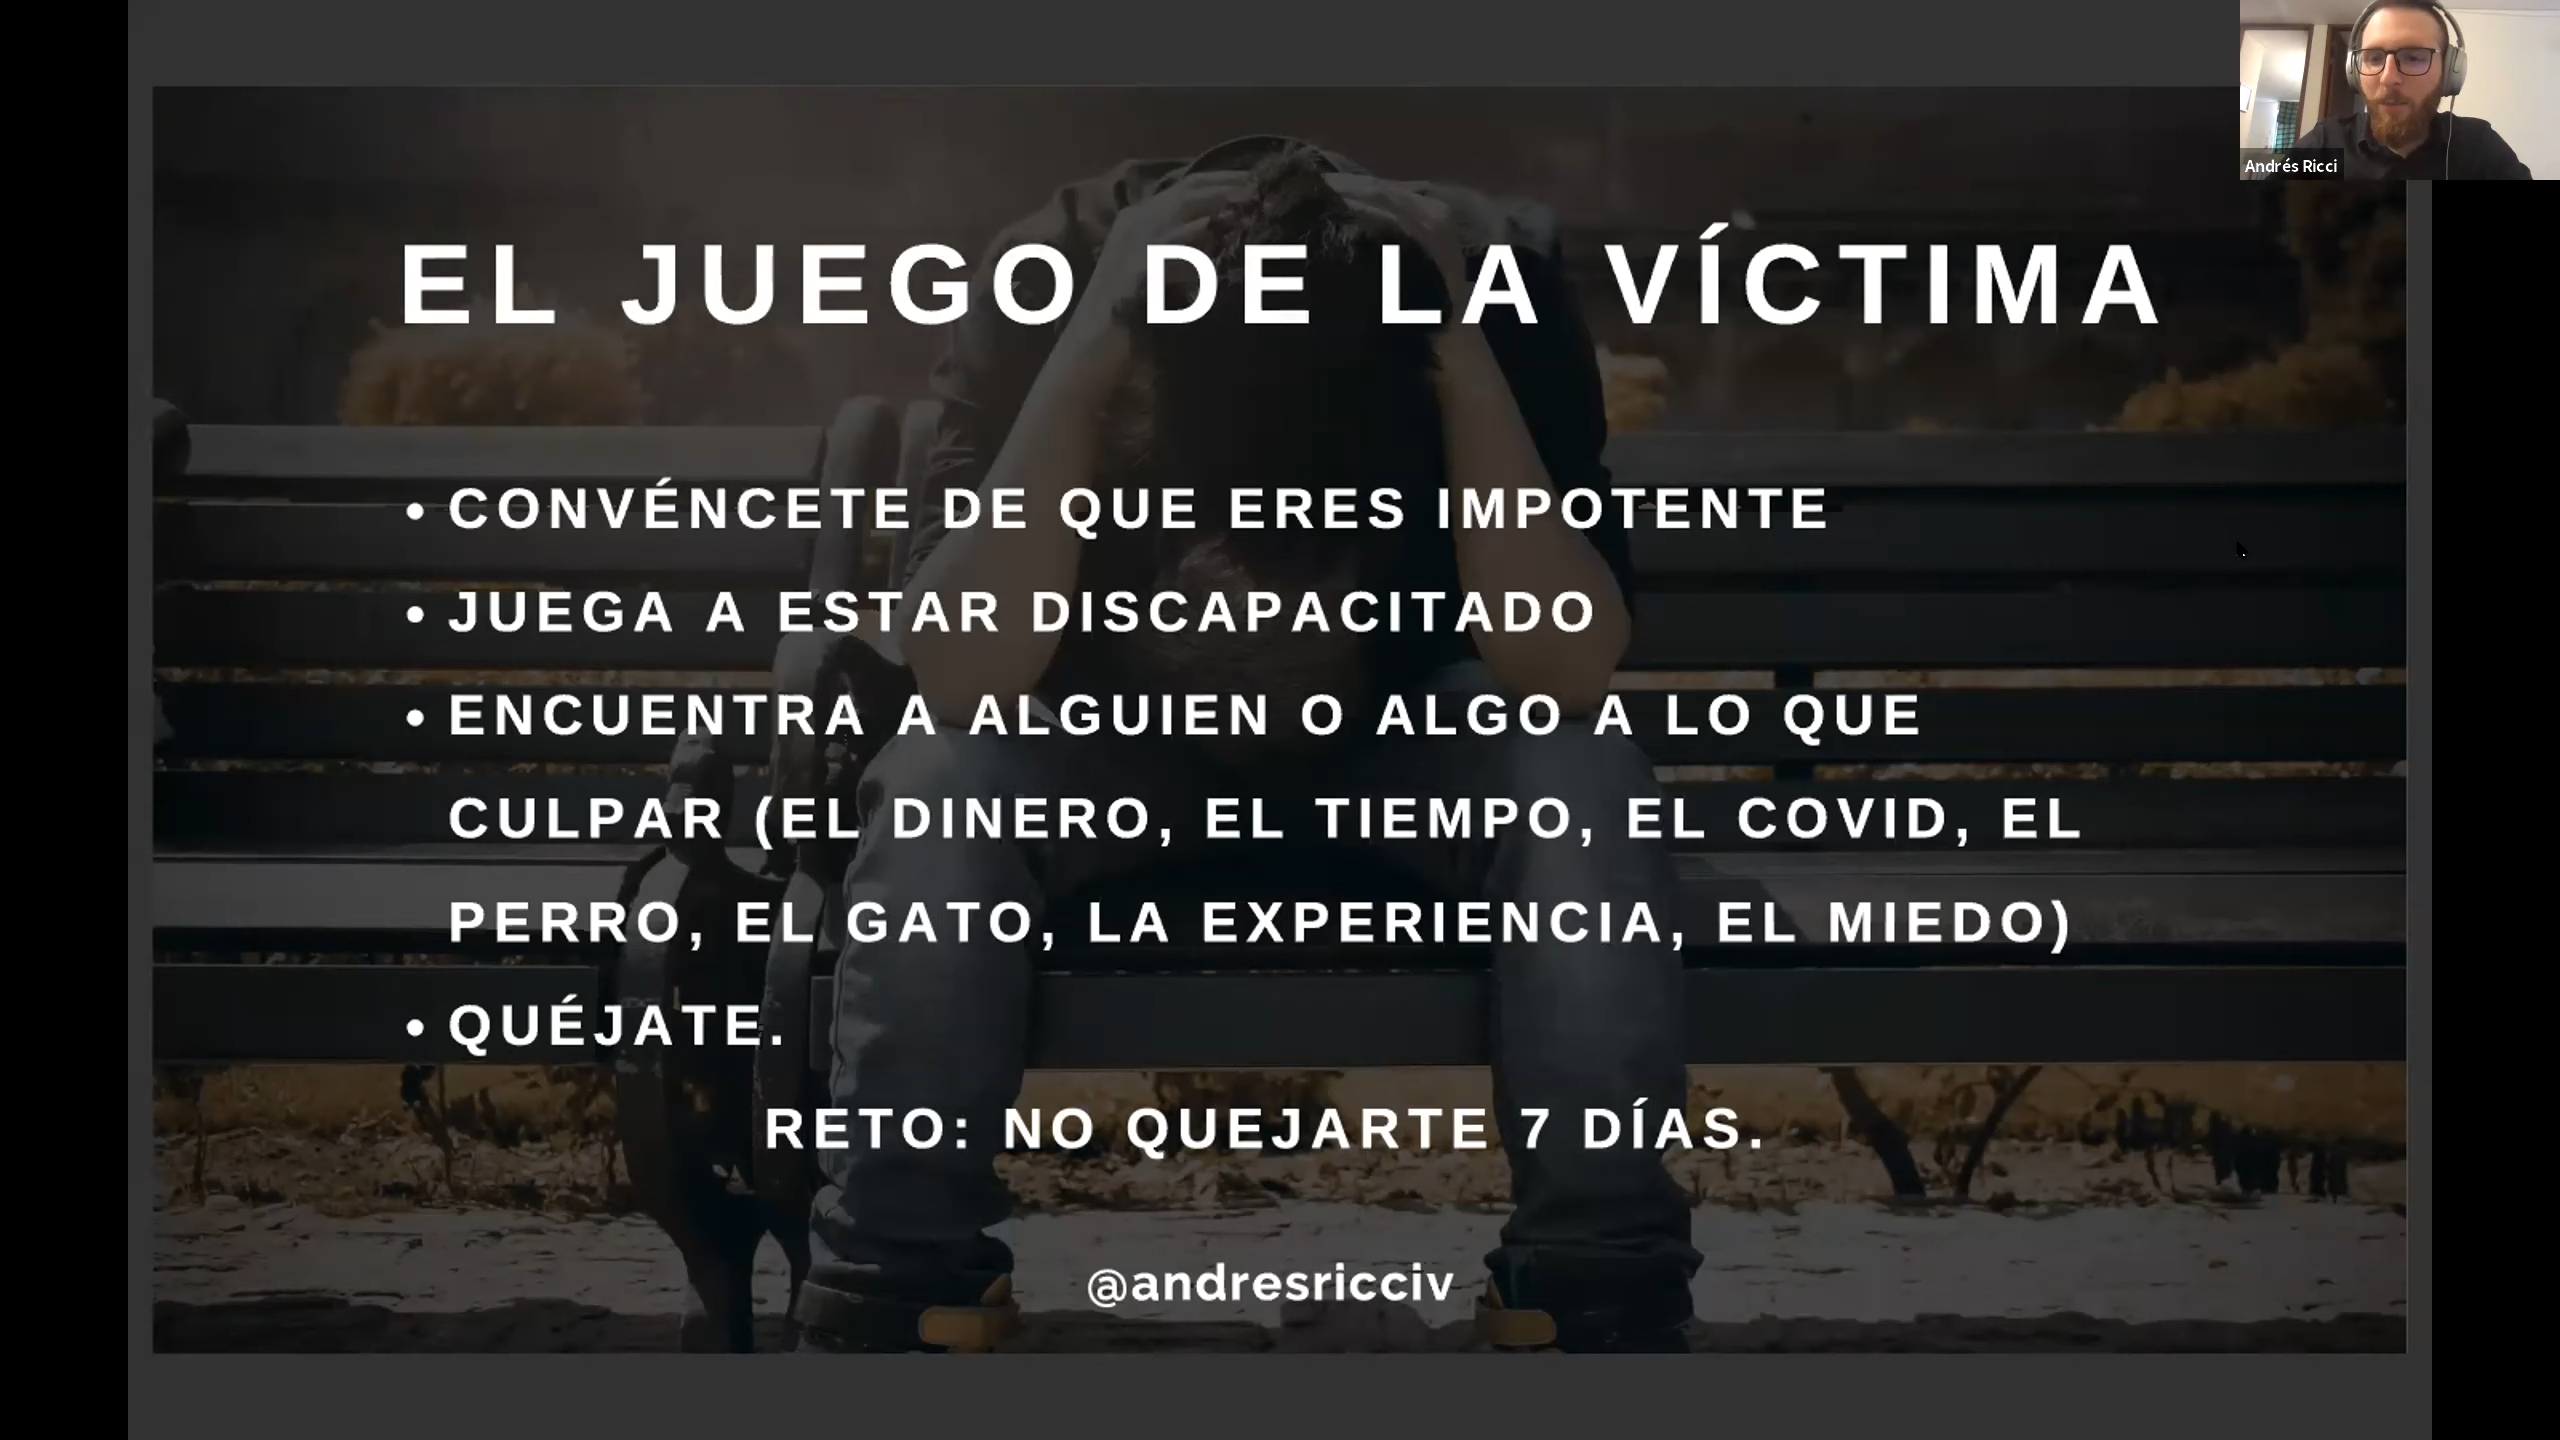 Andrés Ricci
EL JUEGO DE LA VÍCTIMA
• CONVÉNCETE DE QUE ERES IMPOTENTE
• JUEGA A ESTAR DISCAPACITADO
• ENCUENTRA A ALGUIEN O ALGO A LO QUE
CULPAR (EL DINERO, EL TIEMPO, EL COVID, EL
PERRO, EL GATO, LA EXPERIENCIA, EL MIEDO)
• QUÉJATE.
RETO: NO QUEJARTE 7 DÍAS.
@andresricciv